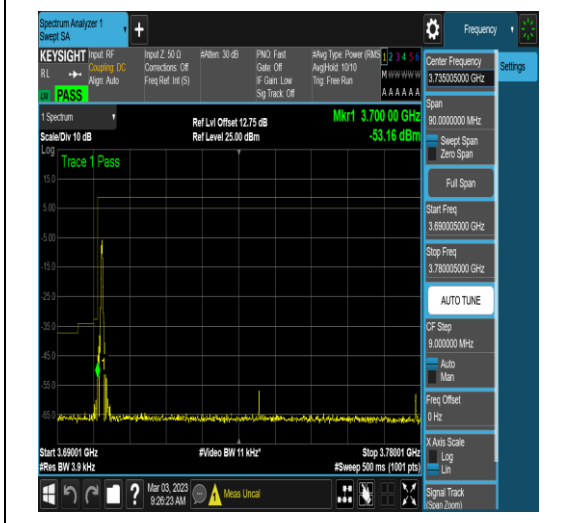 Spectrum Analyzer 1
Swept SA
+
Frequency
KEYSIGHT
Input: RF
Coupling: DC
Align: Auto
Input Z: 50 Ω
Corrections: Off
Freq Ref: Int (S)
#Atten: 30 dB
PNO: Fast
Gate: Off
IF Gain: Low
Sig Track: Off
#Avg Type: Power (RMS
Avg|Hold: 10/10
Trig: Free Run
1 2 3 4 5 6
M W W W W W
A A A A A A
R L
PASS
1 Spectrum
Scale/Div 10 dB
Ref Lvl Offset 12.75 dB
Ref Level 25.00 dBm
Mkr1 3.700 00 GHz
-53.16 dBm
Log
Trace 1 Pass
15.0
5.00
-5.00
-15.0
-25.0
-35.0
-45.0
-55.0
-65.0
Start 3.69001 GHz
#Res BW 3.9 kHz
#Video BW 11 kHz*
Stop 3.78001 GHz
#Sweep 500 ms (1001 pts)
Center Frequency
3.735005000 GHz
Span
90.0000000 MHz
Swept Span
Zero Span
Full Span
Start Freq
3.690005000 GHz
Stop Freq
3.780005000 GHz
AUTO TUNE
CF Step
9.000000 MHz
Auto
Man
Freq Offset
0 Hz
X Axis Scale
Log
Lin
Signal Track
(Span Zoom)
Settings
?
Mar 03, 2023
9:26:23 AM
Meas Uncal